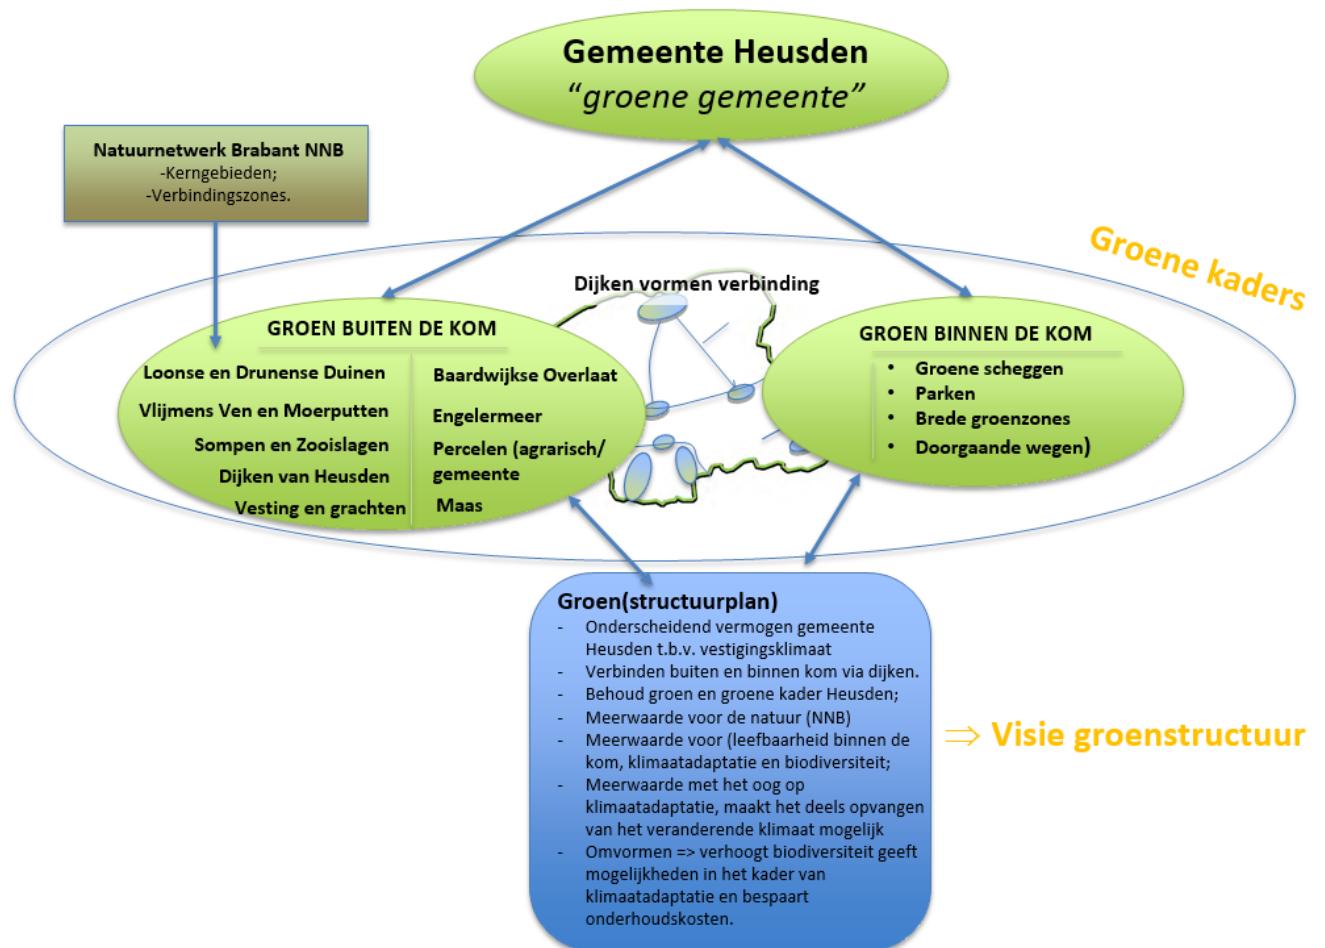 Gemeente Heusden
“groene gemeente”
Natuurnetwerk Brabant NNB
-Kerngebieden;
-Verbindingszones.
Groene kaders
Dijken vormen verbinding
GROEN BUITEN DE KOM
Loonse en Drunense Duinen
Vlijmens Ven en Moerputten
Sompen en Zooislagen
Dijken van Heusden
Vesting en grachten
Baardwijkse Overlaat
Engelermeer
Percelen (agrarisch/
gemeente
Maas
GROEN BINNEN DE KOM
• Groene scheggen
• Parken
• Brede groenzones
• Doorgaande wegen)
Groen(structuurplan)
- Onderscheidend vermogen gemeente
Heusden t.b.v. vestigingsklimaat
- Verbinden buiten en binnen kom via dijken.
- Behoud groen en groene kader Heusden;
- Meerwaarde voor de natuur (NNB)
- Meerwaarde voor (leefbaarheid binnen de
kom, klimaatadaptatie en biodiversiteit;
- Meerwaarde met het oog op
klimaatadaptatie, maakt het deels opvangen
van het veranderende klimaat mogelijk
- Omvormen => verhoogt biodiversiteit geeft
mogelijkheden in het kader van
klimaatadaptatie en bespaart
onderhoudskosten.
⇒ Visie groenstructuur